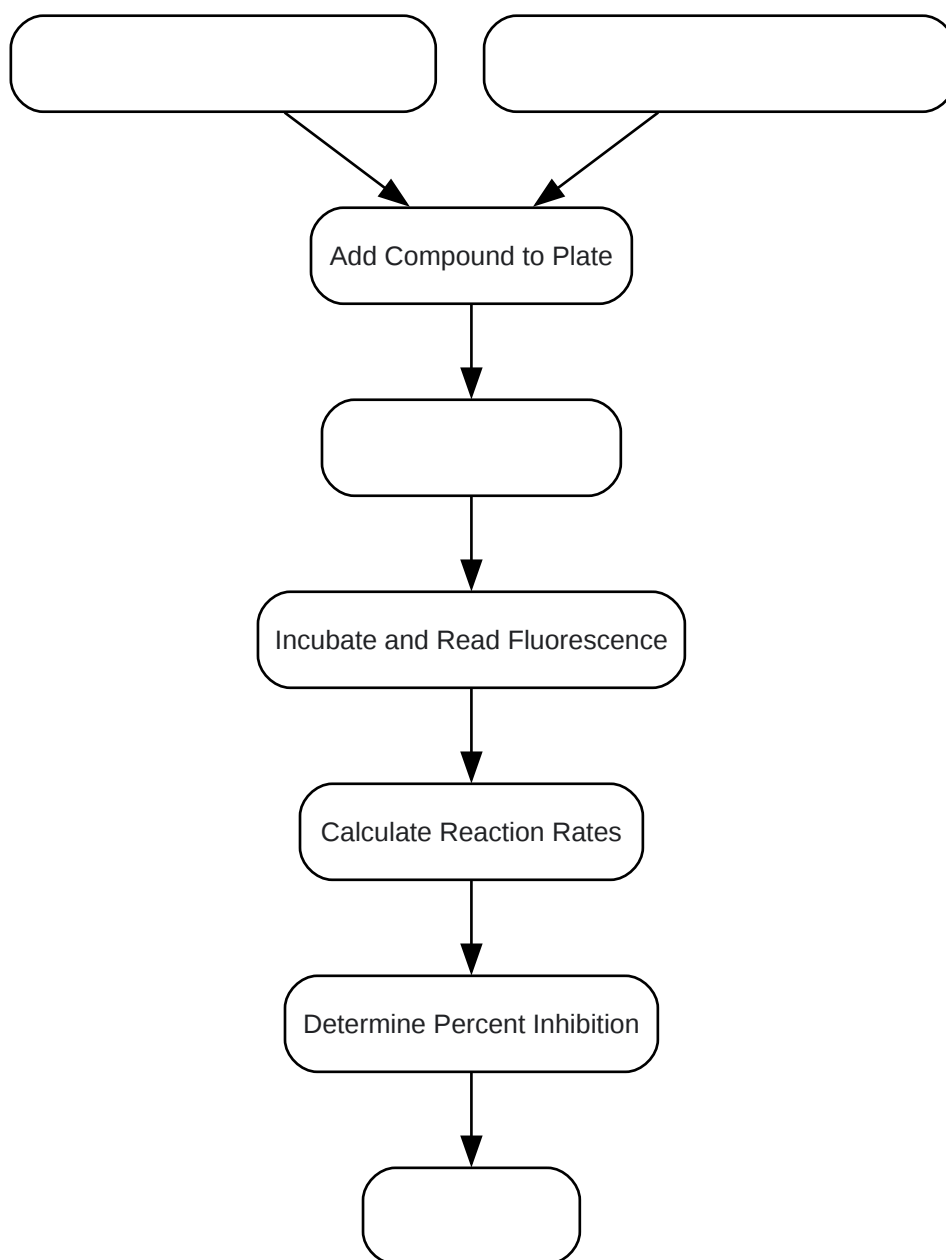 Add Compound to Plate
Incubate and Read Fluorescence
Calculate Reaction Rates
Determine Percent Inhibition